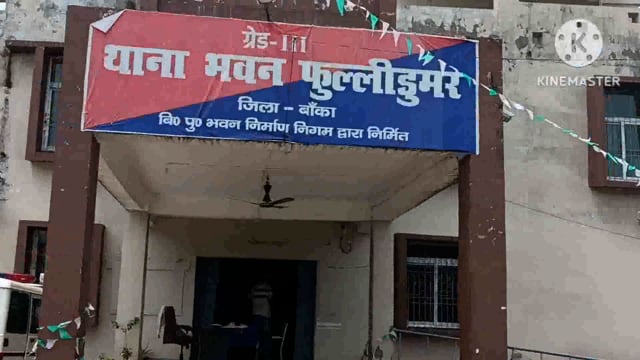 ग्रेड-III
थाना भवन फुल्लीडुमर
जिला - बाँका
बि० पु० भवन निर्माण निगम द्वारा निर्मित
KINEMASTER